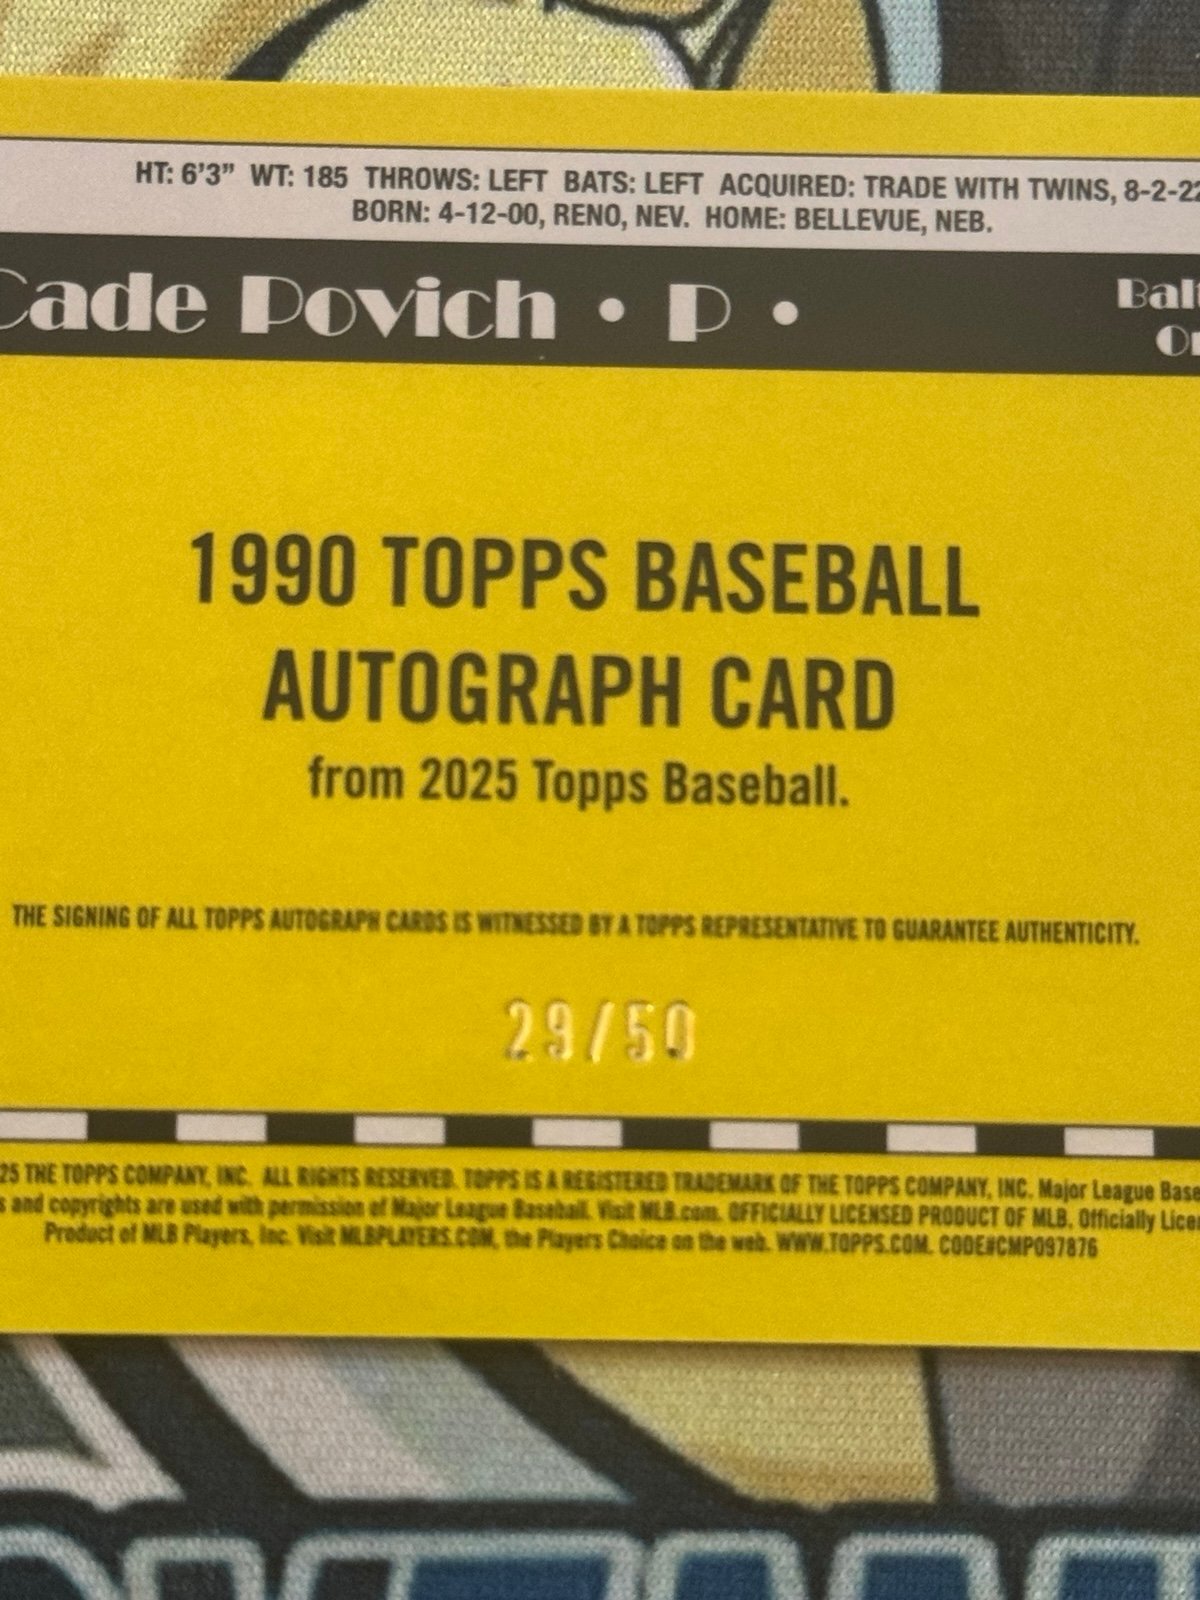 HT: 6'3" WT: 185 THROWS: LEFT BATS: LEFT ACQUIRED: TRADE WITH TWINS, 8-2-22
BORN: 4-12-00, RENO, NEV. HOME: BELLEVUE, NEB.
Cade Povich • P •
1990 TOPPS BASEBALL
AUTOGRAPH CARD
from 2025 Topps Baseball.
THE SIGNING OF ALL TOPPS AUTOGRAPH CARDS IS WITNESSED BY A TOPPS REPRESENTATIVE TO GUARANTEE AUTHENTICITY.
29/50
25 THE TOPPS COMPANY, INC. ALL RIGHTS RESERVED. TOPPS IS A REGISTERED TRADEMARK OF THE TOPPS COMPANY, INC. Major League Base
s and copyrights are used with permission of Major League Baseball. Visit MLB.com. OFFICIALLY LICENSED PRODUCT OF MLB. Officially Lice
Product of MLB Players, Inc. Visit MLBPLAYERS.COM, the Players Choice on the web. WWW.TOPPS.COM. CODE#CMP097876